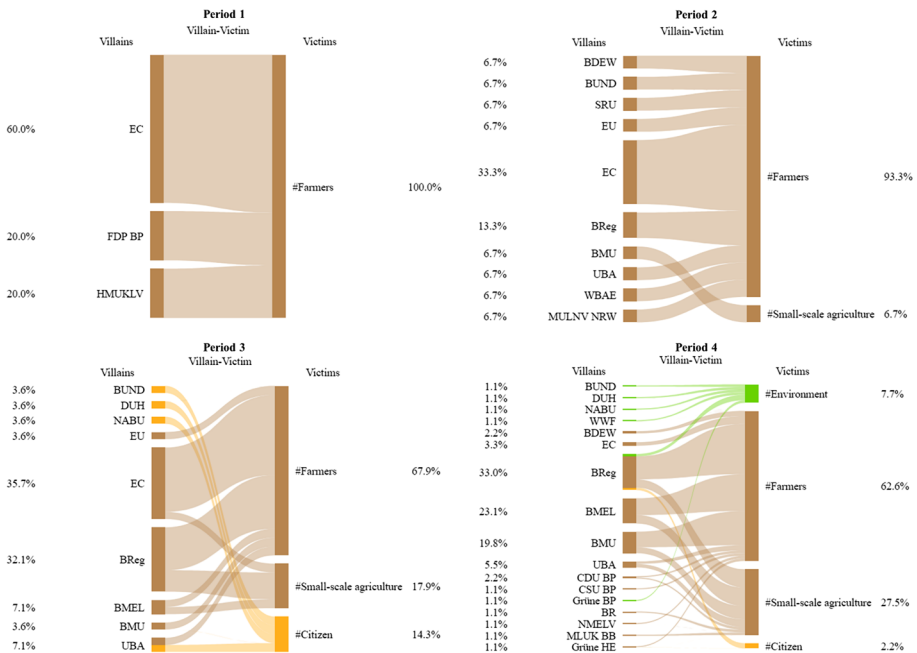 Period 1
Villain-Victim
Villains Victims
60.0% EC
#Farmers 100.0%
20.0% FDP BP
20.0% HMUKLV
Period 2
Villain-Victim
Villains Victims
6.7% BDEW
6.7% BUND
6.7% SRU
6.7% EU
33.3% EC
#Farmers 93.3%
13.3% BReg
6.7% BMU
6.7% UBA
6.7% WBAE
6.7% MULNV NRW
#Small-scale agriculture 6.7%
Period 3
Villain-Victim
Villains Victims
3.6% BUND
3.6% DUH
3.6% NABU
3.6% EU
#Farmers 67.9%
35.7% EC
32.1% BReg
#Small-scale agriculture 17.9%
7.1% BMEL
3.6% BMU
#Citizen 14.3%
7.1% UBA
Period 4
Villain-Victim
Villains Victims
1.1% BUND
#Environment 7.7%
1.1% DUH
1.1% NABU
1.1% WWF
2.2% BDEW
3.3% EC
33.0% BReg
#Farmers 62.6%
23.1% BMEL
19.8% BMU
5.5% UBA
2.2% CDU BP
1.1% CSU BP
1.1% Grüne BP
#Small-scale agriculture 27.5%
1.1% BR
1.1% NMELV
1.1% MLUK BB
1.1% Grüne HE
#Citizen 2.2%